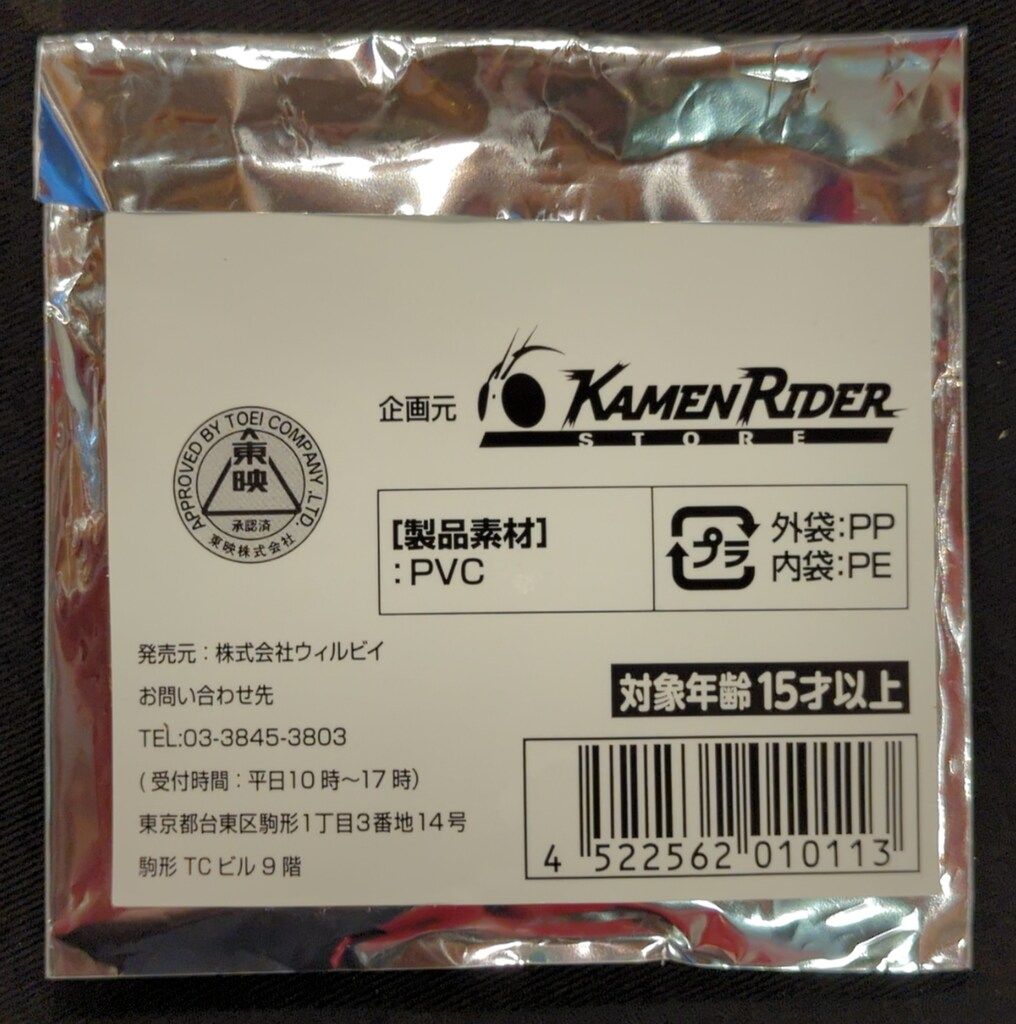 企画元 KAMEN RIDER
STORE
APPROVED BY TOEI COMPANY, LTD.
東映
承認済
東映株式会社
[製品素材]
:PVC
プラ
外袋:PP
内袋:PE
発売元:株式会社ウィルビイ
お問い合わせ先
TEL:03-3845-3803
(受付時間:平日10時〜17時)
東京都台東区駒形1丁目3番地14号
駒形TCビル9階
対象年齢15才以上
4 522562 010113